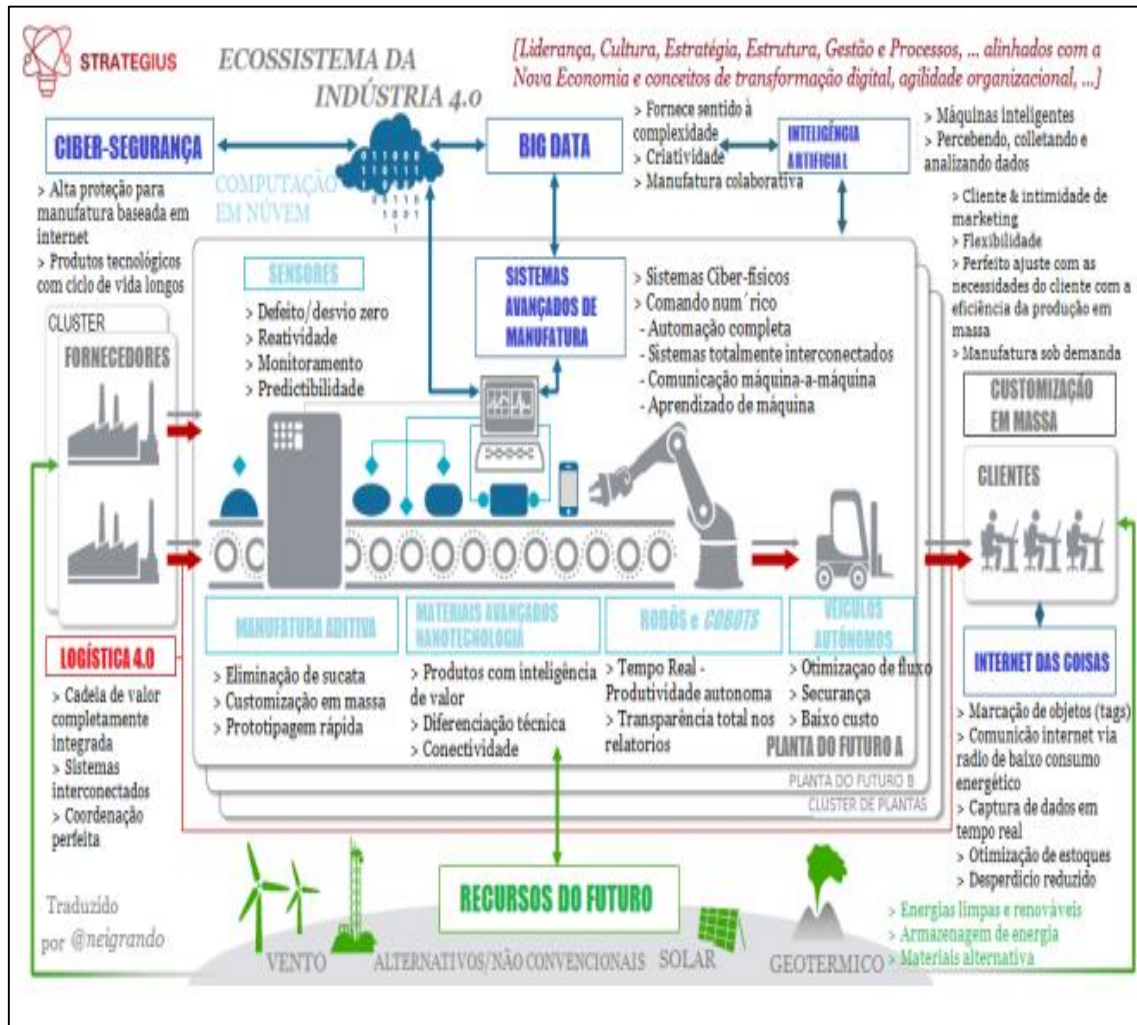 STRATEGIUS
ECOSSISTEMA DA
INDÚSTRIA 4.0
[Liderança, Cultura, Estratégia, Estrutura, Gestão e Processos, ... alinhados com a
Nova Economia e conceitos de transformação digital, agilidade organizacional, ...]
CIBER-SEGURANÇA
> Alta proteção para
manufatura baseada em
internet
> Produtos tecnológicos
com ciclo de vida longos
COMPUTAÇÃO
EM NÚVEM
BIG DATA
> Fornece sentido à
complexidade
> Criatividade
> Manufatura colaborativa
INTELIGÊNCIA
ARTIFICIAL
> Máquinas inteligentes
> Percebendo, colletando e
analizando dados
> Cliente & intimidade de
marketing
> Flexibilidade
> Perfeito ajuste com as
necessidades do cliente com a
eficiência da produção em
massa
> Manufatura sob demanda
CUSTOMIZAÇÃO
EM MASSA
CLUSTER
FORNECEDORES
SENSORES
> Defeito/desvio zero
> Reatividade
> Monitoramento
> Predictibilidade
SISTEMAS
AVANÇADOS DE
MANUFATURA
> Sistemas Ciber-físicos
> Comando num´rico
- Automação completa
- Sistemas totalmente interconectados
- Comunicação máquina-a-máquina
- Aprendizado de máquina
CLIENTES
MANUFATURA ADITIVA
> Eliminação de sucata
> Customização em massa
> Prototipagem rápida
MATERIAIS AVANÇADOS
NANOTECNOLOGIA
> Produtos com inteligência
de valor
> Diferenciação técnica
> Conectividade
ROBÔS e COBOTS
> Tempo Real -
Produtividade autonoma
> Transparência total nos
relatorios
VEÍCULOS
AUTÔNOMOS
> Otimizaçao de fluxo
> Securança
> Baixo custo
PLANTA DO FUTURO A
PLANTA DO FUTURO B
CLUSTER DE PLANTAS
LOGÍSTICA 4.0
> Cadeia de valor
completamente
integrada
> Sistemas
interconectados
> Coordenação
perfeita
INTERNET DAS COISAS
> Marcação de objetos (tags)
> Comunicão internet via
radio de baixo consumo
energético
> Captura de dados em
tempo real
> Otimização de estoques
> Desperdicio reduzido
RECURSOS DO FUTURO
> Energias limpas e renováveis
> Armazenagem de energia
> Materiais alternativa
Traduzido
por @neigrando
VENTO
ALTERNATIVOS/NÃO CONVENCIONAIS
SOLAR
GEOTERMICO